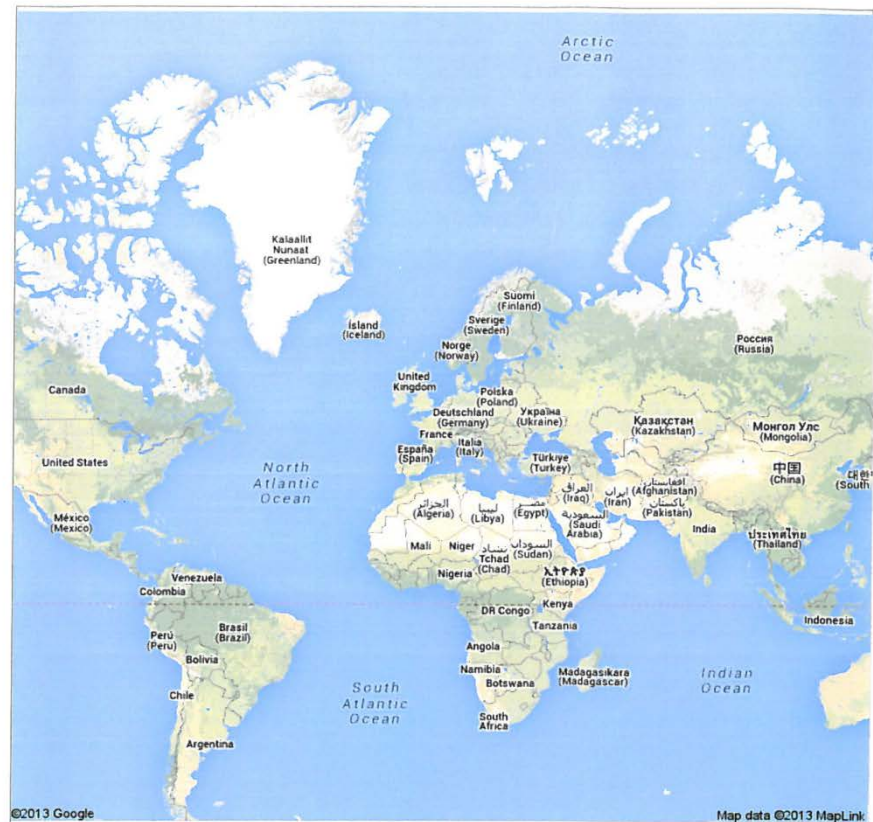 Arctic
Ocean
Kalaallit
Nunaat
(Greenland)
Suomi
(Finland)
Ísland
(Iceland)
Sverige
(Sweden)
Norge
(Norway)
Россия
(Russia)
Canada
United
Kingdom
Polska
(Poland)
Deutschland
(Germany)
Україна
(Ukraine)
Қазақстан
(Kazakhstan)
Монгол Улс
(Mongolia)
France
Italia
(Italy)
España
(Spain)
Türkiye
(Turkey)
United States
North
Atlantic
Ocean
中国
(China)
대한
(South
العراق
(Iraq)
ایران
(Iran)
افغانستان
(Afghanistan)
پاکستان
(Pakistan)
الجزائر
(Algeria)
ليبيا
(Libya)
مصر
(Egypt)
السعودية
(Saudi
Arabia)
México
(Mexico)
India
ประเทศไทย
(Thailand)
Mali
Niger
تشاد
Tchad
(Chad)
السودان
(Sudan)
Nigeria
ኢትዮጵያ
(Ethiopia)
Venezuela
Colombia
DR Congo
Kenya
Tanzania
Indonesia
Perú
(Peru)
Brasil
(Brazil)
Bolivia
Angola
Namibia
Botswana
Madagasikara
(Madagascar)
Indian
Ocean
Chile
South
Atlantic
Ocean
South
Africa
Argentina
©2013 Google
Map data ©2013 MapLink